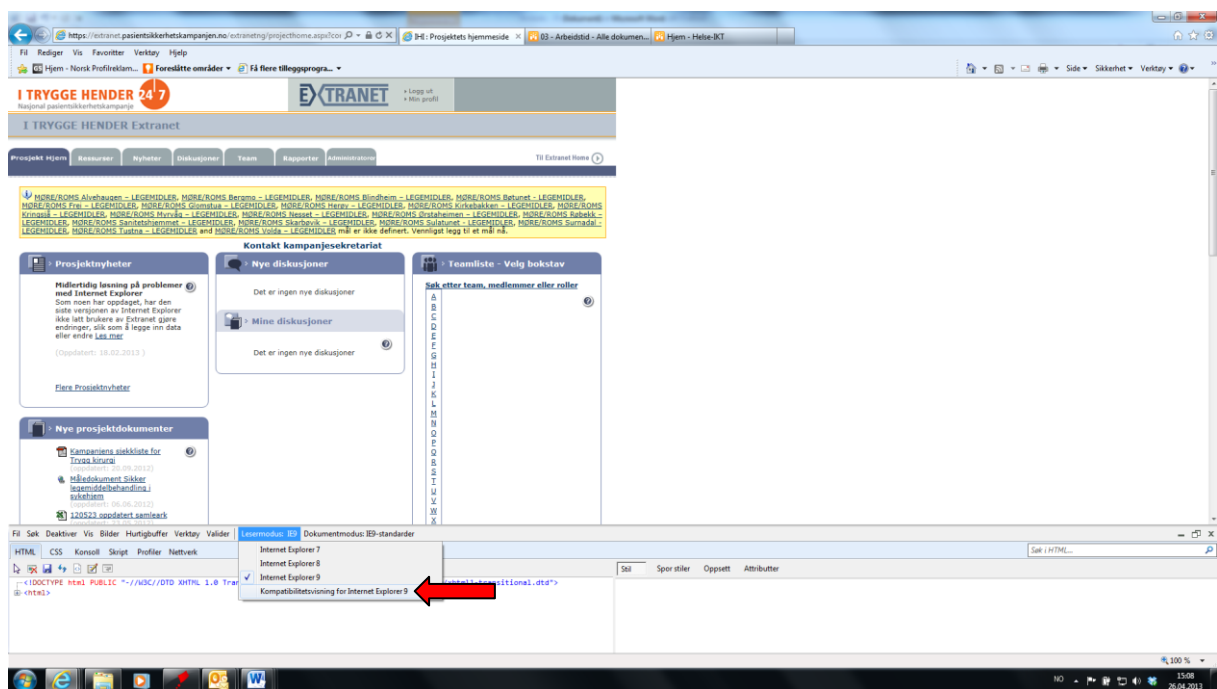 https://extranet.pasientsikkerhetskampanjen.no/extranetng/projecthome.aspx?cor
IHI: Prosjektets hjemmeside
03 - Arbeidstid - Alle dokumen...
Hjem - Helse-IKT
Fil Rediger Vis Favoritter Verktøy Hjelp
Hjem - Norsk Profilreklam... Foreslåtte områder Få flere tilleggsprogra...
Side Sikkerhet Verktøy
I TRYGGE HENDER 24 7
Nasjonal pasientsikkerhetskampanje
EXTRANET
Logg ut
Min profil
I TRYGGE HENDER Extranet
Prosjekt Hjem Ressurser Nyheter Diskusjoner Team Rapporter Administratorer
Til Extranet Home
MØRE/ROMS Alvehaugen - LEGEMIDLER, MØRE/ROMS Bergmo - LEGEMIDLER, MØRE/ROMS Blindheim - LEGEMIDLER, MØRE/ROMS Bøtunet - LEGEMIDLER,
MØRE/ROMS Frei - LEGEMIDLER, MØRE/ROMS Glomstua - LEGEMIDLER, MØRE/ROMS Herøy - LEGEMIDLER, MØRE/ROMS Kirkebakken - LEGEMIDLER, MØRE/ROMS
Kringsjå - LEGEMIDLER, MØRE/ROMS Myrvåg - LEGEMIDLER, MØRE/ROMS Nesset - LEGEMIDLER, MØRE/ROMS Ørstaheimen - LEGEMIDLER, MØRE/ROMS Røbekk -
LEGEMIDLER, MØRE/ROMS Sanitetshjemmet - LEGEMIDLER, MØRE/ROMS Skarbøvik - LEGEMIDLER, MØRE/ROMS Sulatunet - LEGEMIDLER, MØRE/ROMS Surnadal -
LEGEMIDLER, MØRE/ROMS Tustna - LEGEMIDLER and MØRE/ROMS Volda - LEGEMIDLER mål er ikke definert. Vennligst legg til et mål nå.
Kontakt kampanjesekretariat
Prosjektnyheter
Midlertidig løsning på problemer
med Internet Explorer
Som noen har oppdaget, har den
siste versjonen av Internet Explorer
ikke latt brukere av Extranet gjøre
endringer, slik som å legge inn data
eller endre Les mer
(Oppdatert: 18.02.2013 )
Flere Prosjektnyheter
Nye prosjektdokumenter
Kampanjens sjekkliste for
Trygg kirurgi
(oppdatert: 20.09.2012)
Måledokument Sikker
legemiddelbehandling i
sykehjem
(oppdatert: 06.06.2012)
120523 oppdatert samleark
(oppdatert: 23.05.2012)
Nye diskusjoner
Det er ingen nye diskusjoner
Mine diskusjoner
Det er ingen nye diskusjoner
Teamliste - Velg bokstav
Søk etter team, medlemmer eller roller
A
B
C
D
E
F
G
H
I
J
K
L
M
N
O
P
Q
R
S
T
U
V
W
X
Fil Søk Deaktiver Vis Bilder Hurtigbuffer Verktøy Valider Lesermodus: IE9 Dokumentmodus: IE9-standarder
HTML CSS Konsoll Skript Profiler Nettverk
Søk i HTML...
Internet Explorer 7
Internet Explorer 8
Internet Explorer 9
Kompatibilitetsvisning for Internet Explorer 9
Stil Spor stiler Oppsett Attributter
<!DOCTYPE html PUBLIC "-//W3C//DTD XHTML 1.0 Tran
xhtml1-transitional.dtd">
<html>
100 %
NO
15:08
26.04.2013